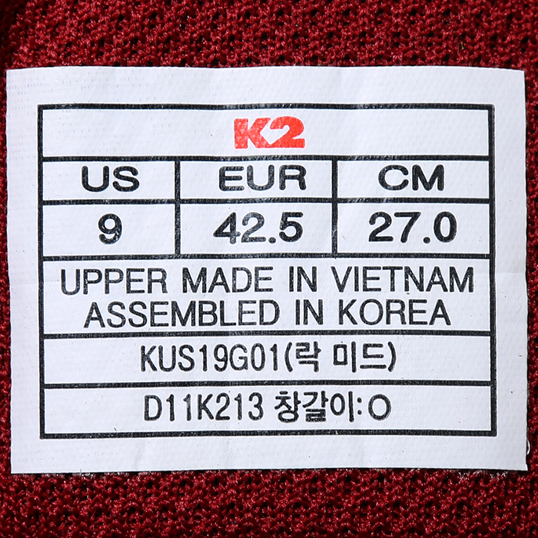 K2
US EUR CM
9 42.5 27.0
UPPER MADE IN VIETNAM
ASSEMBLED IN KOREA
KUS19G01(락 미드)
D11K213 창갈이:O